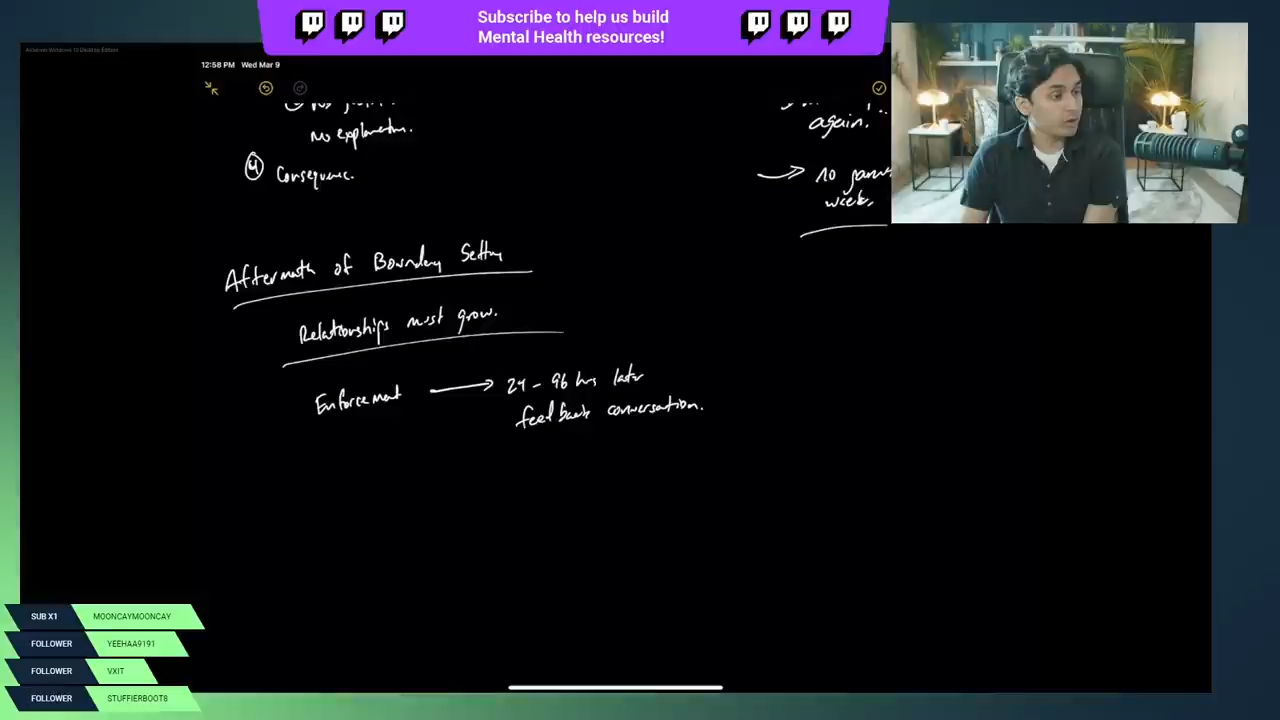 Subscribe to help us build
Mental Health resources!
12:58 PM Wed Mar 9
no explanation.
again!
④ Consequence.
10 games
weeks,
Aftermath of Boundary Setting
Relationships must grow.
Enforcement → 24 - 96 hrs later
feedback conversation.
SUB X1 MOONCAYMOONCAY
FOLLOWER YEEHAA9191
FOLLOWER VXIT
FOLLOWER STUFFIERBOOT8